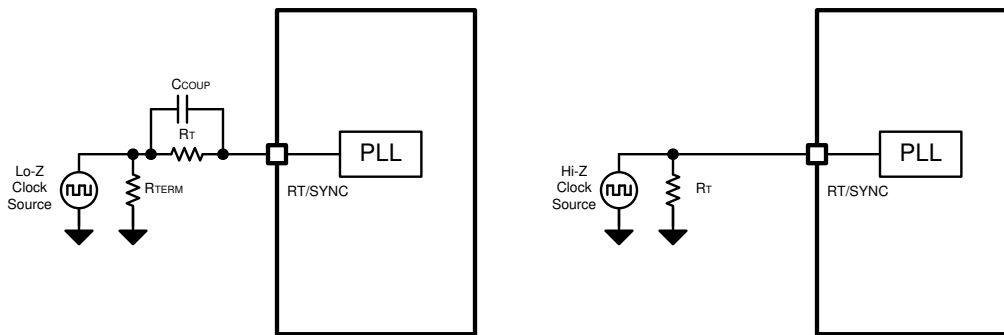 CCOUP
RT
PLL
Lo-Z
Clock
Source
RTERM
RT/SYNC
PLL
Hi-Z
Clock
Source
RT
RT/SYNC